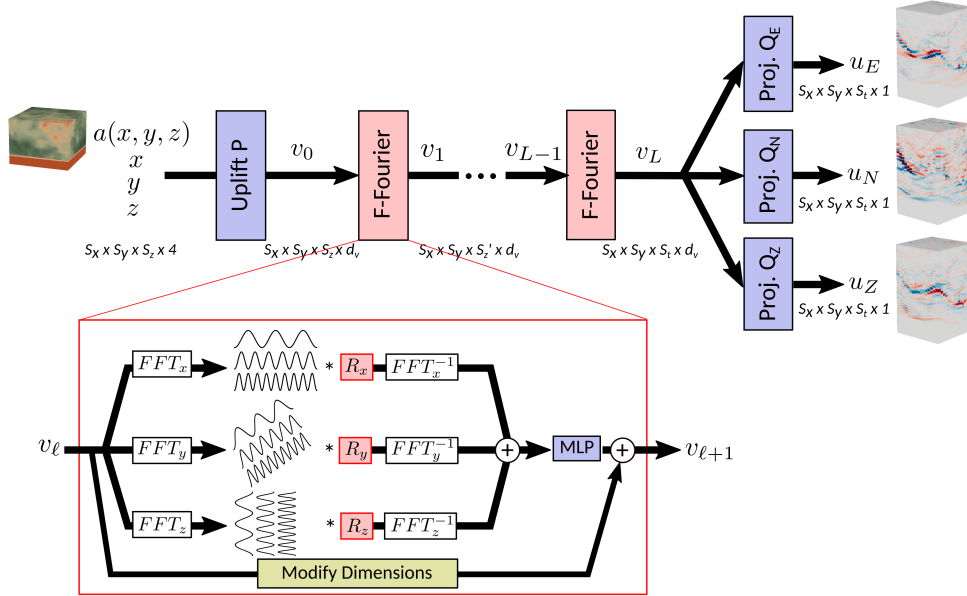 a(x, y, z)
x
y
z
S_x x S_y x S_z x 4
Uplift P
v_0
S_x x S_y x S_z x d_v
F-Fourier
v_1
S_x x S_y x S_z' x d_v
...
v_{L−1}
F-Fourier
v_L
S_x x S_y x S_t x d_v
Proj. Q_E
u_E
S_x x S_y x S_t x 1
Proj. Q_N
u_N
S_x x S_y x S_t x 1
Proj. Q_Z
u_Z
S_x x S_y x S_t x 1
v_ℓ
FFT_x * R_x FFT_x^{−1}
FFT_y * R_y FFT_y^{−1}
FFT_z * R_z FFT_z^{−1}
+
MLP
+
v_{ℓ+1}
Modify Dimensions